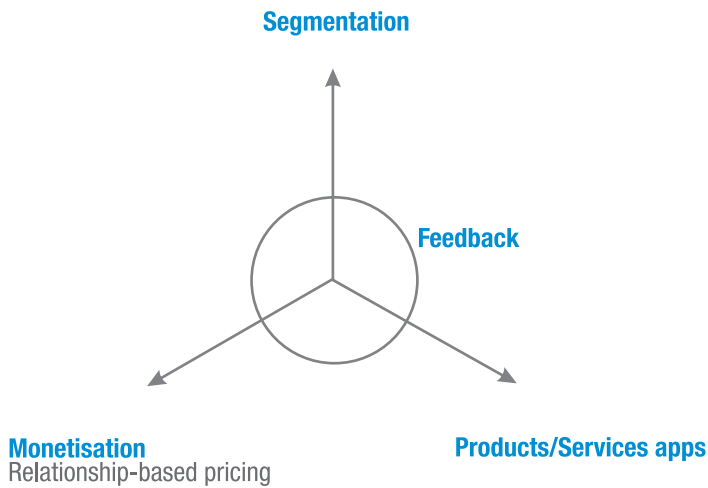 Segmentation
Feedback
Monetisation
Relationship-based pricing
Products/Services apps